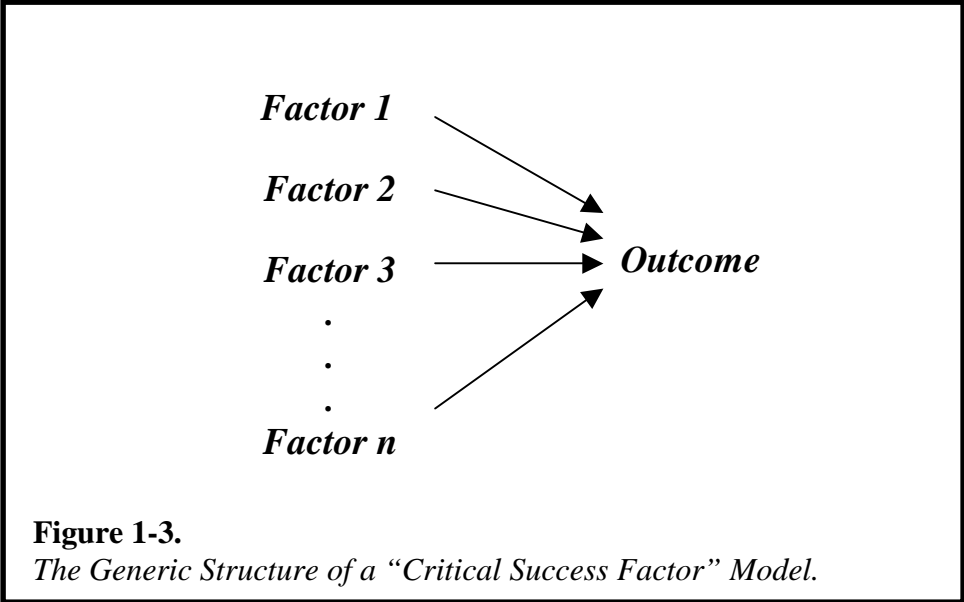 Factor 1
Factor 2
Factor 3
.
.
.
Factor n
Outcome
Figure 1-3.
The Generic Structure of a “Critical Success Factor” Model.